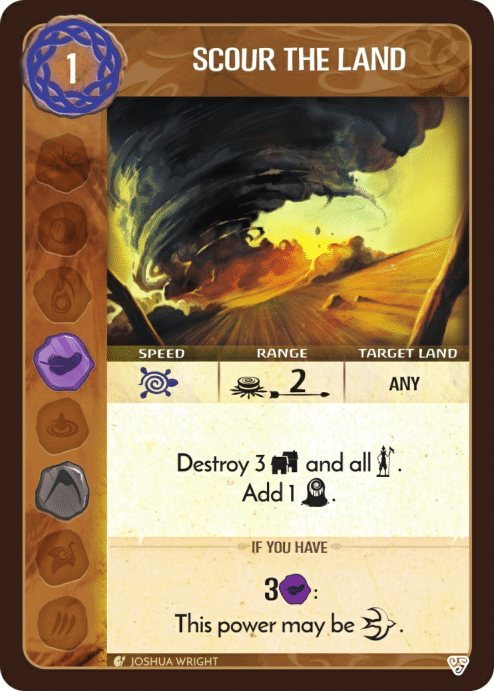 1
SCOUR THE LAND
SPEED RANGE TARGET LAND
2 ANY
Destroy 3 and all .
Add 1 .
IF YOU HAVE
3 :
This power may be .
JOSHUA WRIGHT